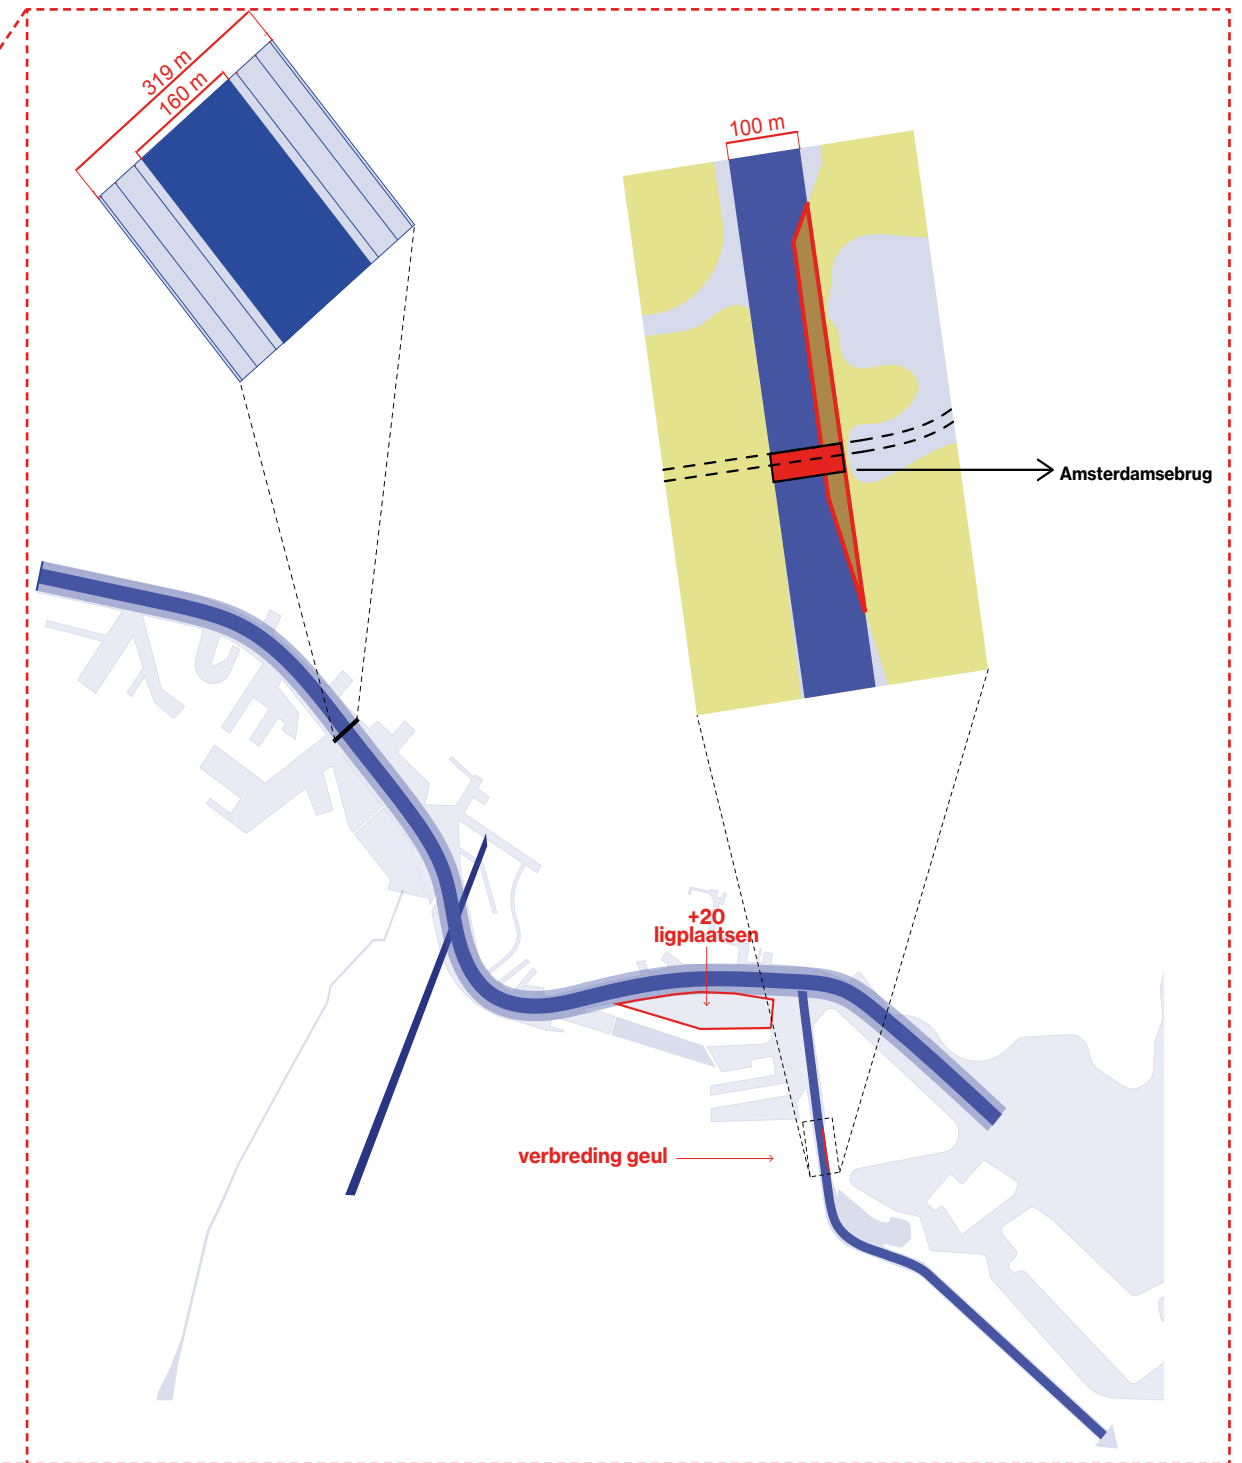 319 m
160 m
100 m
Amsterdamsebrug
+20
ligplaatsen
verbreding geul